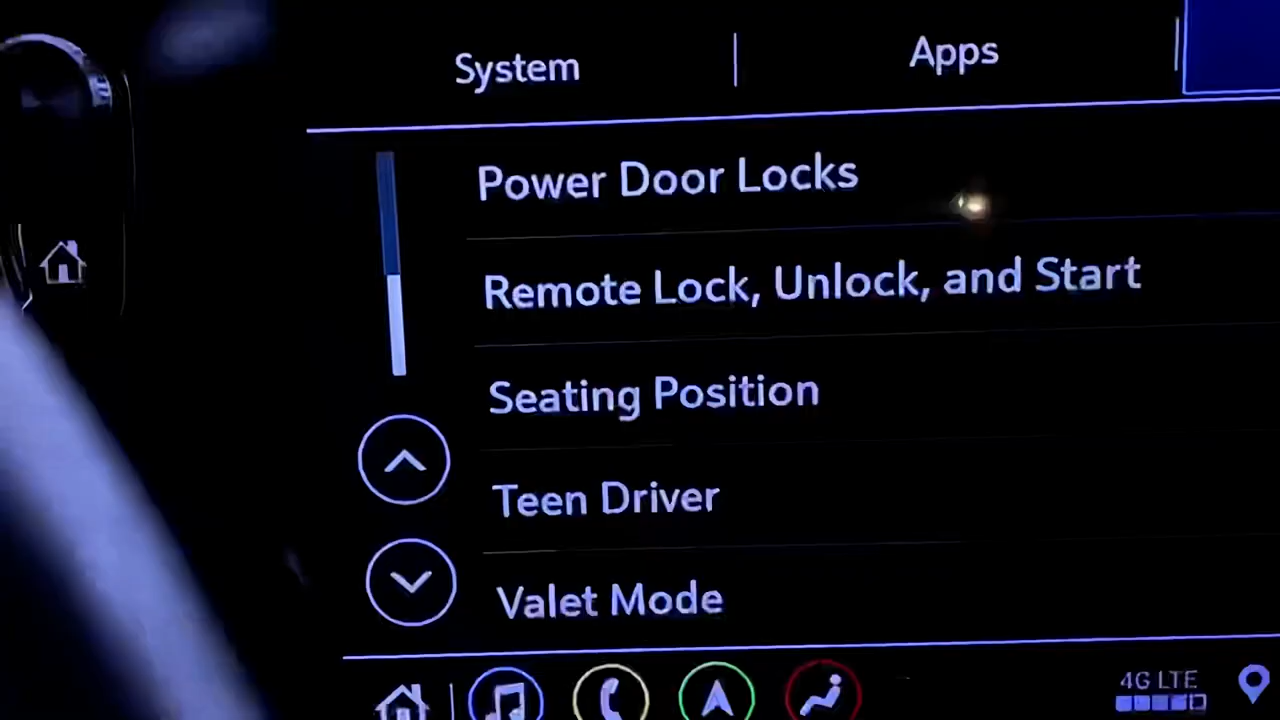 System
Apps
Power Door Locks
Remote Lock, Unlock, and Start
Seating Position
Teen Driver
Valet Mode
4G LTE